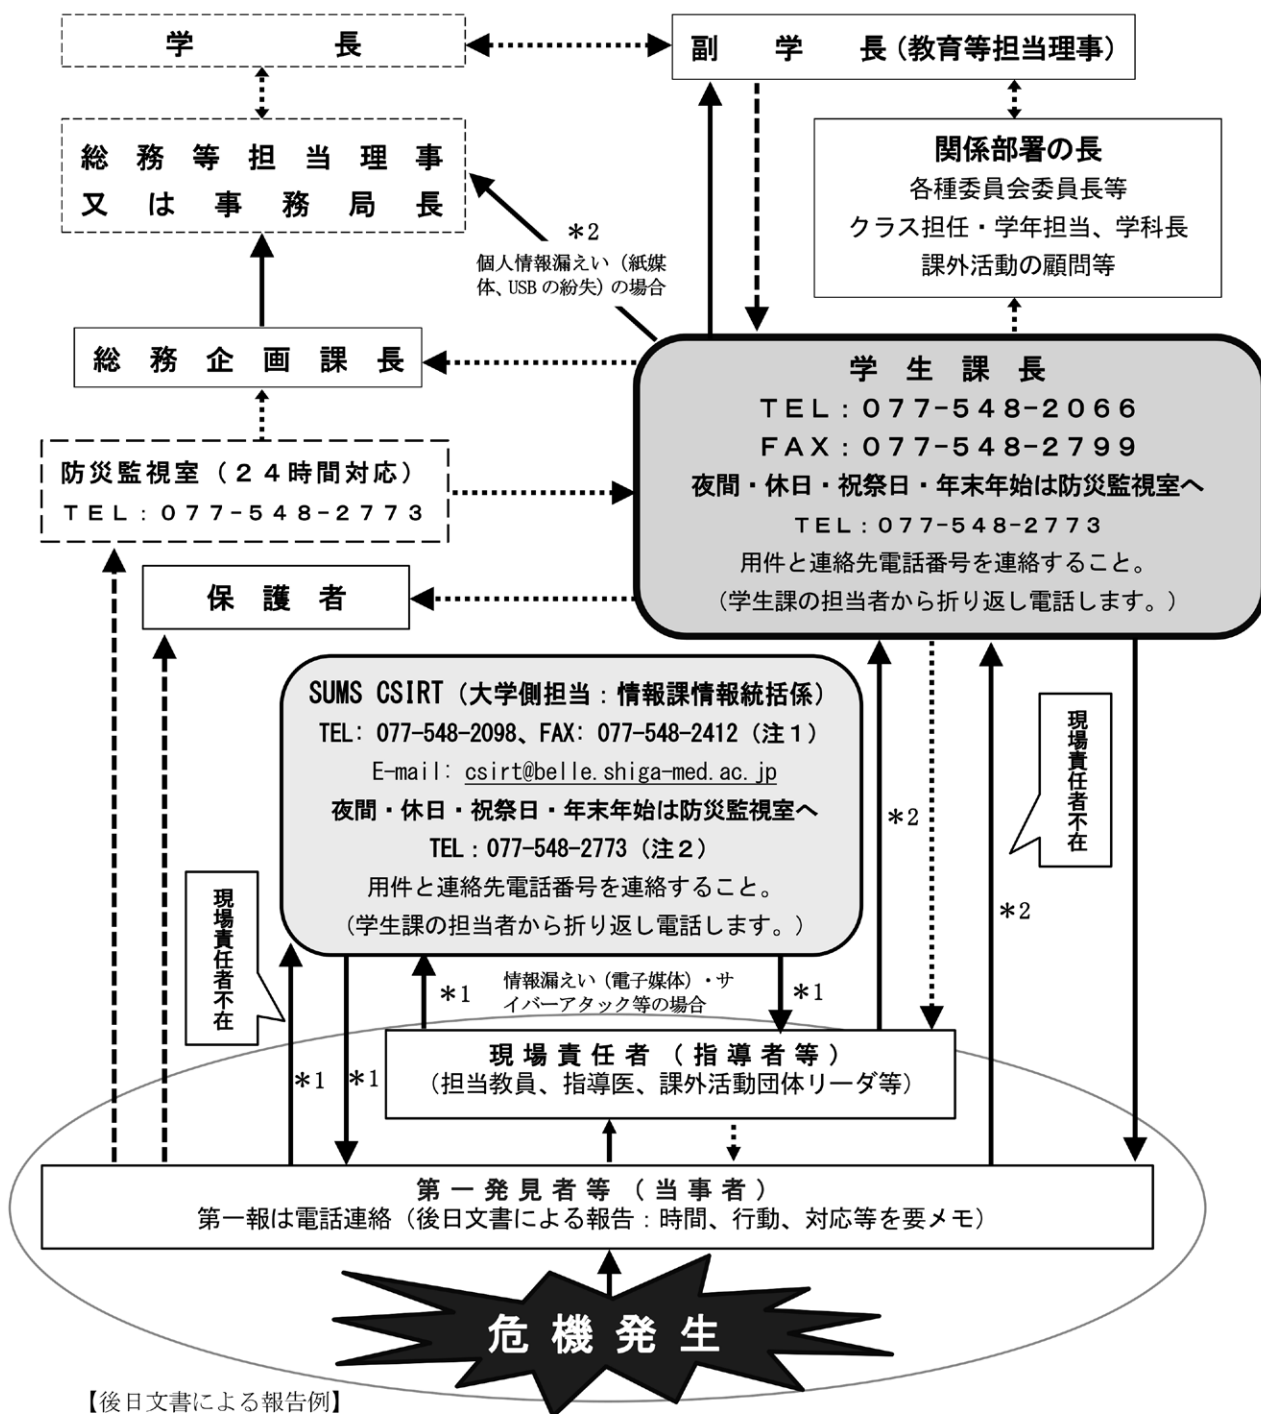 学長
副学長（教育等担当理事）
総務等担当理事
又は事務局長
関係部署の長
各種委員会委員長等
クラス担任・学年担当、学科長
課外活動の顧問等
＊2
個人情報漏えい（紙媒
体、USBの紛失）の場合
総務企画課長
学生課長
ＴＥＬ：０７７-５４８-２０６６
ＦＡＸ：０７７-５４８-２７９９
夜間・休日・祝祭日・年末年始は防災監視室へ
ＴＥＬ：０７７-５４８-２７７３
用件と連絡先電話番号を連絡すること。
（学生課の担当者から折り返し電話します。）
防災監視室（２４時間対応）
ＴＥＬ：０７７-５４８-２７７３
保護者
SUMS CSIRT（大学側担当：情報課情報統括係）
TEL: 077-548-2098、FAX: 077-548-2412（注１）
E-mail: csirt@belle.shiga-med.ac.jp
夜間・休日・祝祭日・年末年始は防災監視室へ
TEL：077-548-2773（注２）
用件と連絡先電話番号を連絡すること。
（学生課の担当者から折り返し電話します。）
現場責任者不在
＊2
＊2
現場責任者不在
＊1
情報漏えい（電子媒体）・サ
イバーアタック等の場合
＊1
＊1
＊1
現場責任者（指導者等）
（担当教員、指導医、課外活動団体リーダ等）
第一発見者等（当事者）
第一報は電話連絡（後日文書による報告：時間、行動、対応等を要メモ）
危機発生
【後日文書による報告例】